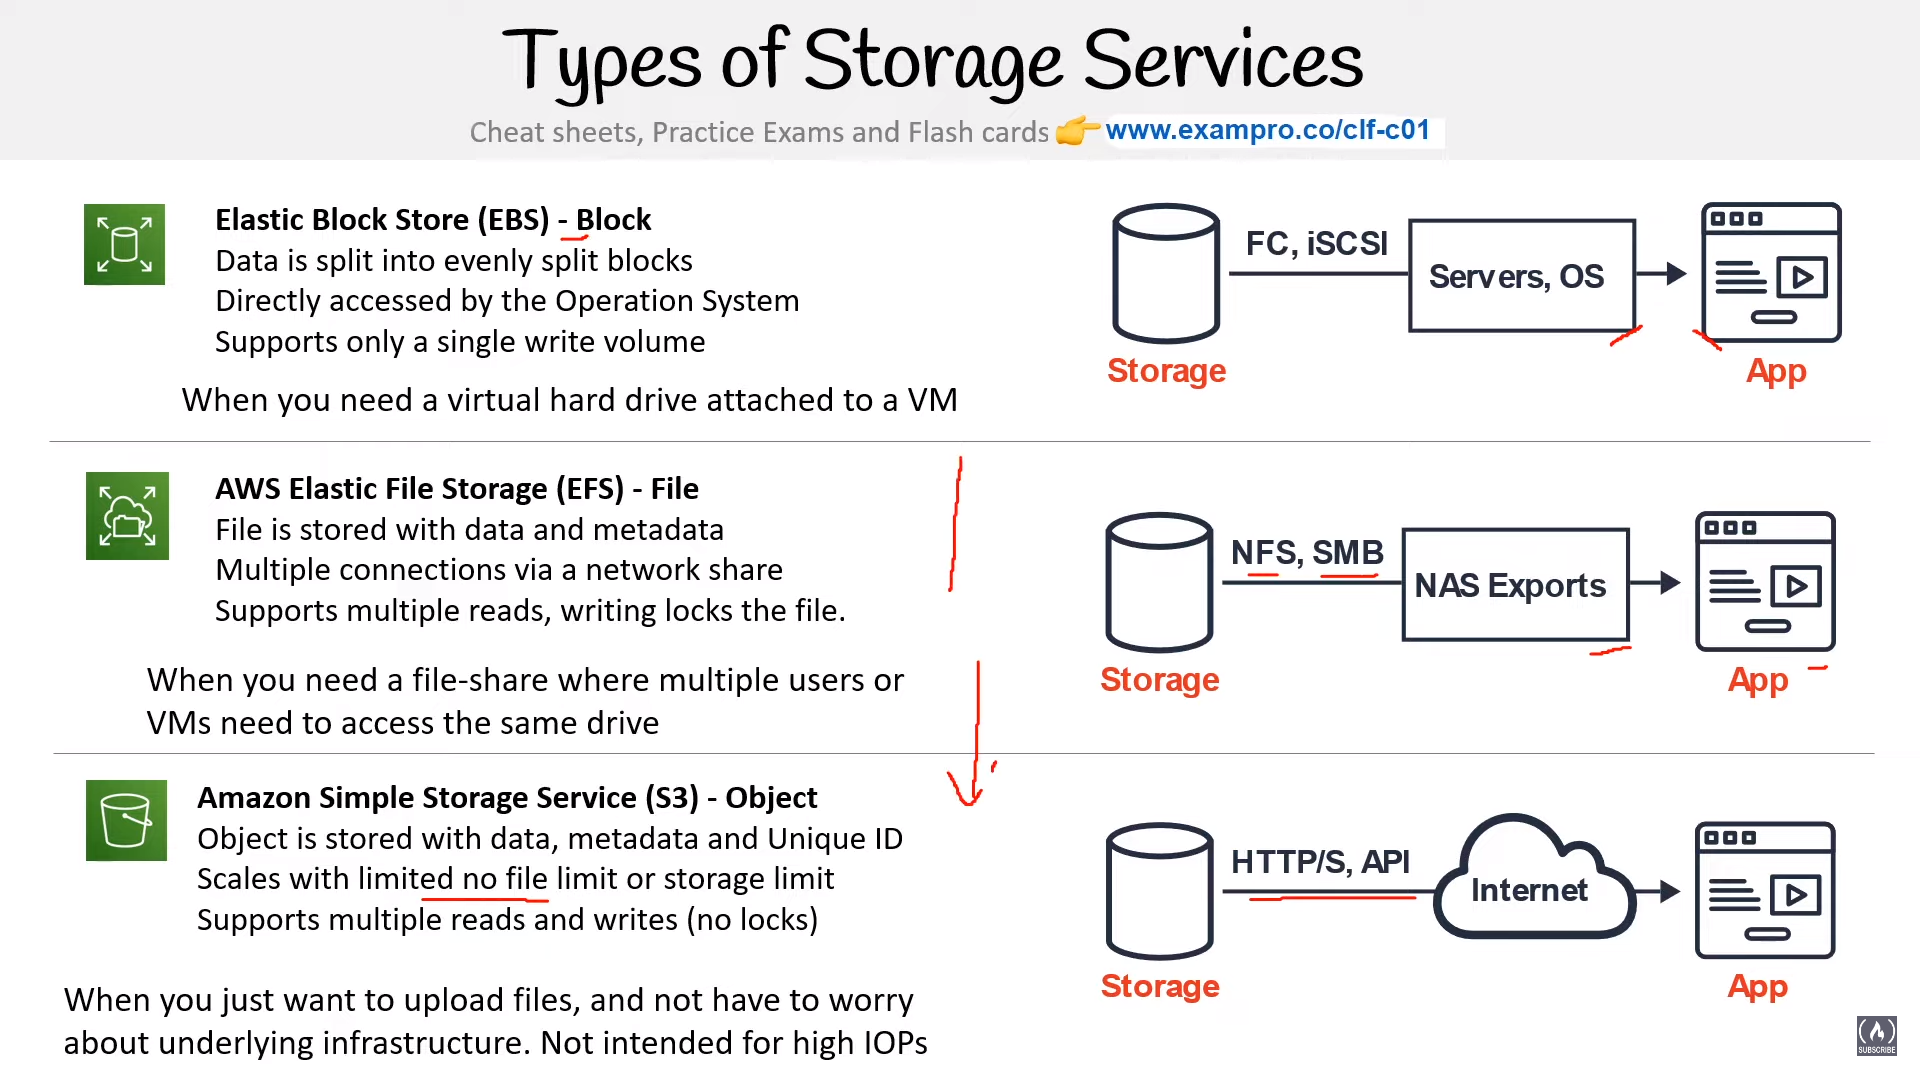 Types of Storage Services
Cheat sheets, Practice Exams and Flash cards 👉 www.exampro.co/clf-c01
Elastic Block Store (EBS) - Block
Data is split into evenly split blocks
Directly accessed by the Operation System
Supports only a single write volume
When you need a virtual hard drive attached to a VM
FC, iSCSI
Servers, OS
Storage
App
AWS Elastic File Storage (EFS) - File
File is stored with data and metadata
Multiple connections via a network share
Supports multiple reads, writing locks the file.
When you need a file-share where multiple users or
VMs need to access the same drive
NFS, SMB
NAS Exports
Storage
App
Amazon Simple Storage Service (S3) - Object
Object is stored with data, metadata and Unique ID
Scales with limited no file limit or storage limit
Supports multiple reads and writes (no locks)
When you just want to upload files, and not have to worry
about underlying infrastructure. Not intended for high IOPs
HTTP/S, API
Internet
Storage
App
SUBSCRIBE